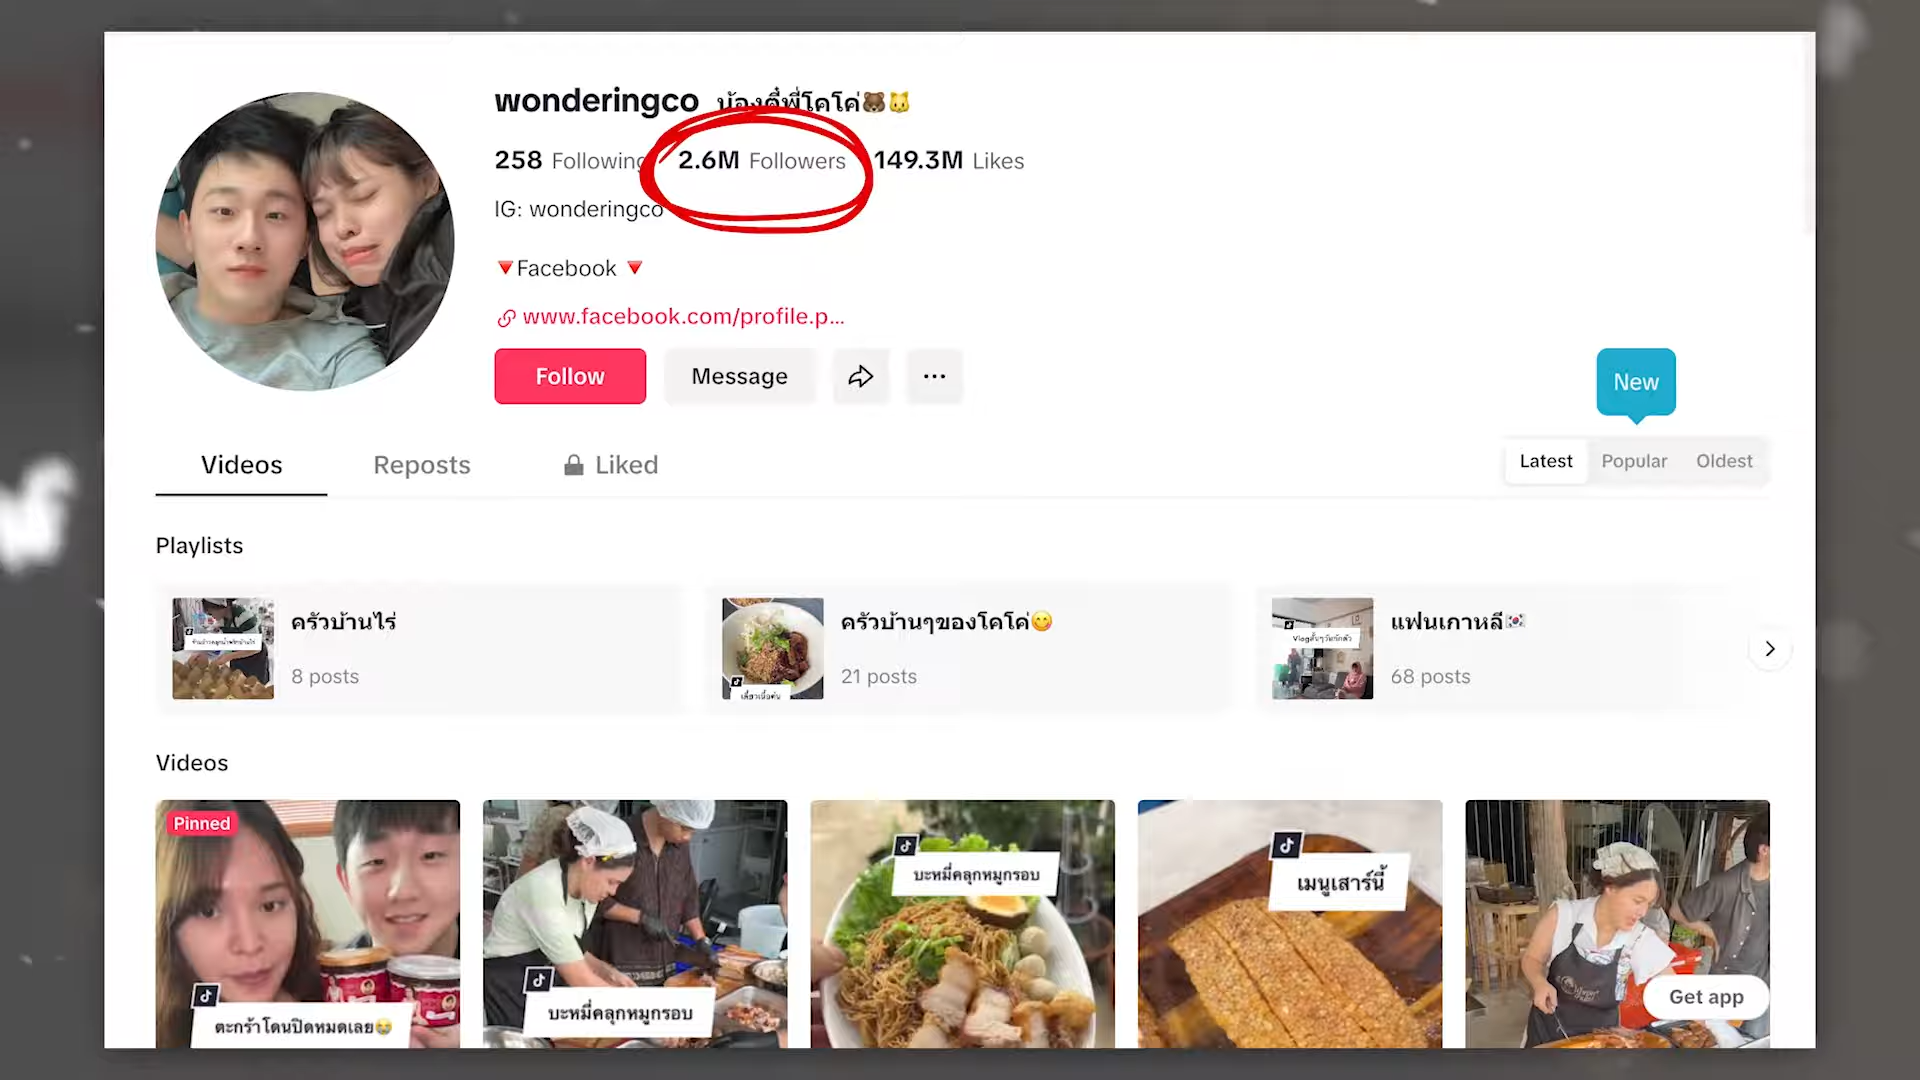 wonderingco น้องตี๋พี่โคโค่🐻🐱
258 Following 2.6M Followers 149.3M Likes
IG: wonderingco
🔻Facebook 🔻
www.facebook.com/profile.p...
Follow Message ...
New
Videos Reposts Liked
Latest Popular Oldest
Playlists
ครัวบ้านไร่
8 posts
ครัวบ้านๆของโคโค่😋
21 posts
แฟนเกาหลี🇰🇷
68 posts
Videos
Pinned
ตะกร้าโดนปิดหมดเลย😭
บะหมี่คลุกหมูกรอบ
บะหมี่คลุกหมูกรอบ
เมนูเสาร์นี้
Get app